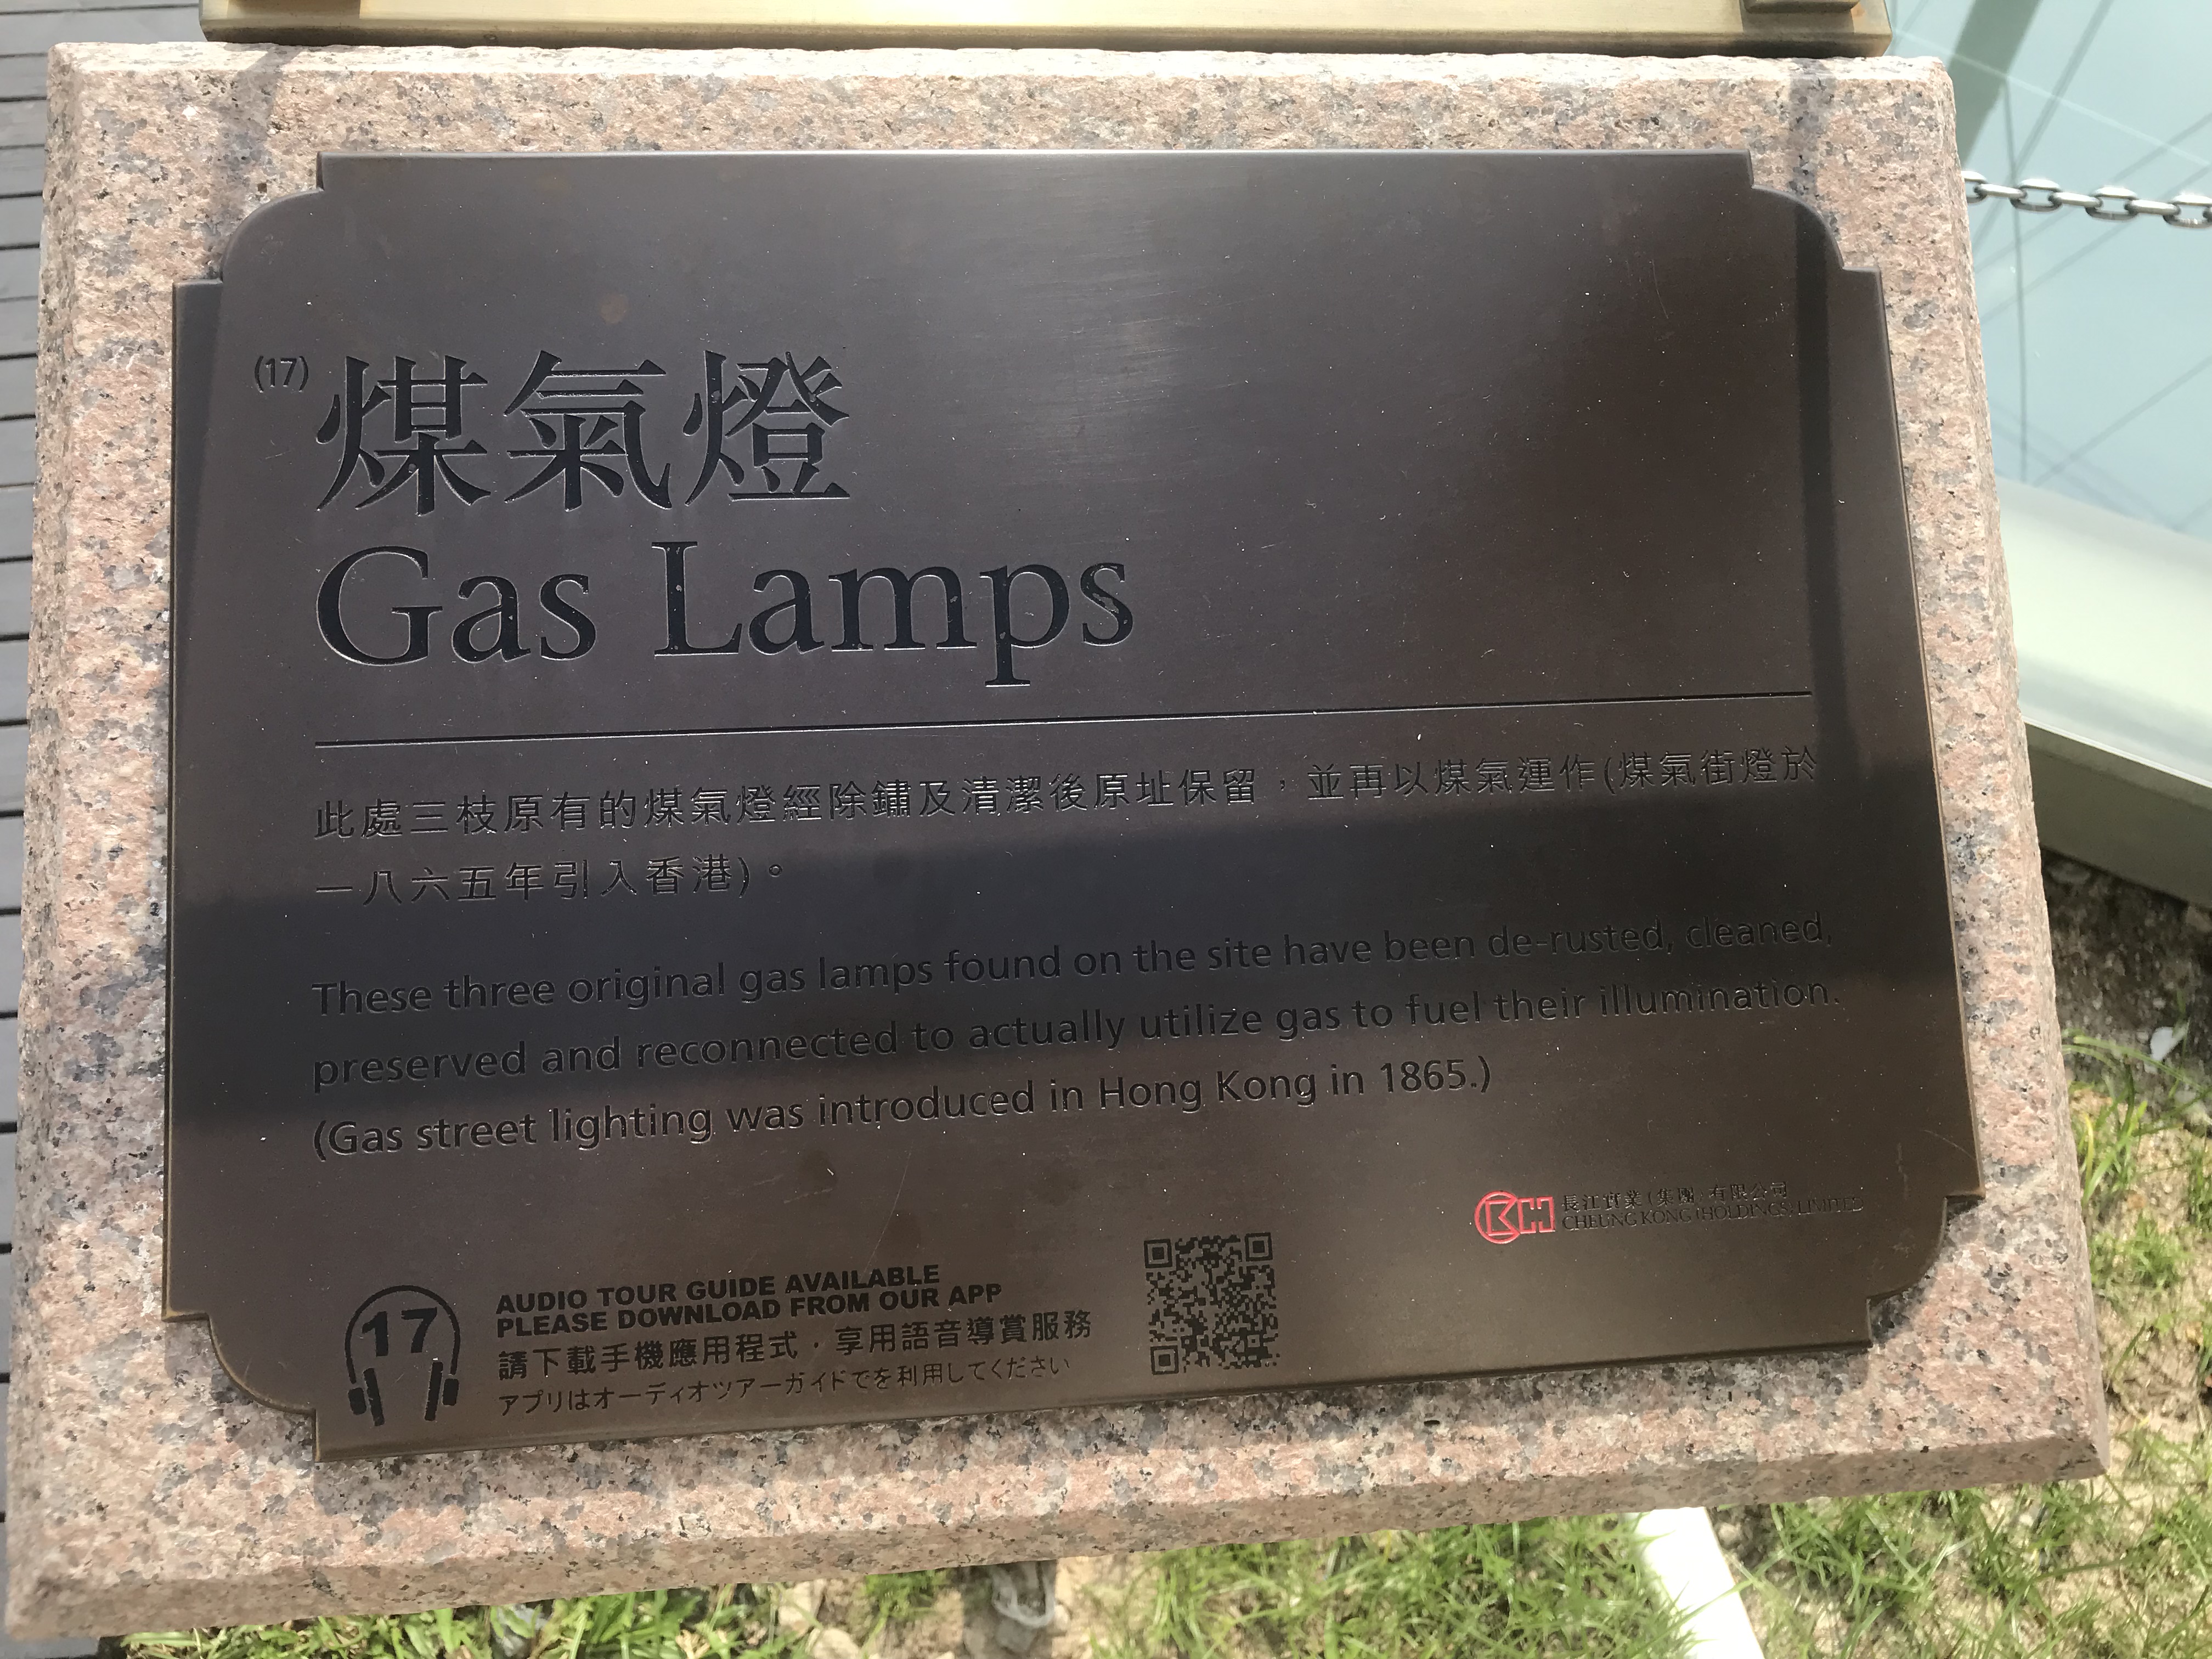 (17) 煤氣燈
Gas Lamps
此處三枝原有的煤氣燈經除鏽及清潔後原址保留，並再以煤氣運作(煤氣街燈於
一八六五年引入香港)。
These three original gas lamps found on the site have been de-rusted, cleaned,
preserved and reconnected to actually utilize gas to fuel their illumination.
(Gas street lighting was introduced in Hong Kong in 1865.)
長江實業(集團)有限公司
CHEUNG KONG (HOLDINGS) LIMITED
17
AUDIO TOUR GUIDE AVAILABLE
PLEASE DOWNLOAD FROM OUR APP
請下載手機應用程式，享用語音導賞服務
アプリはオーディオツアーガイドでを利用してください